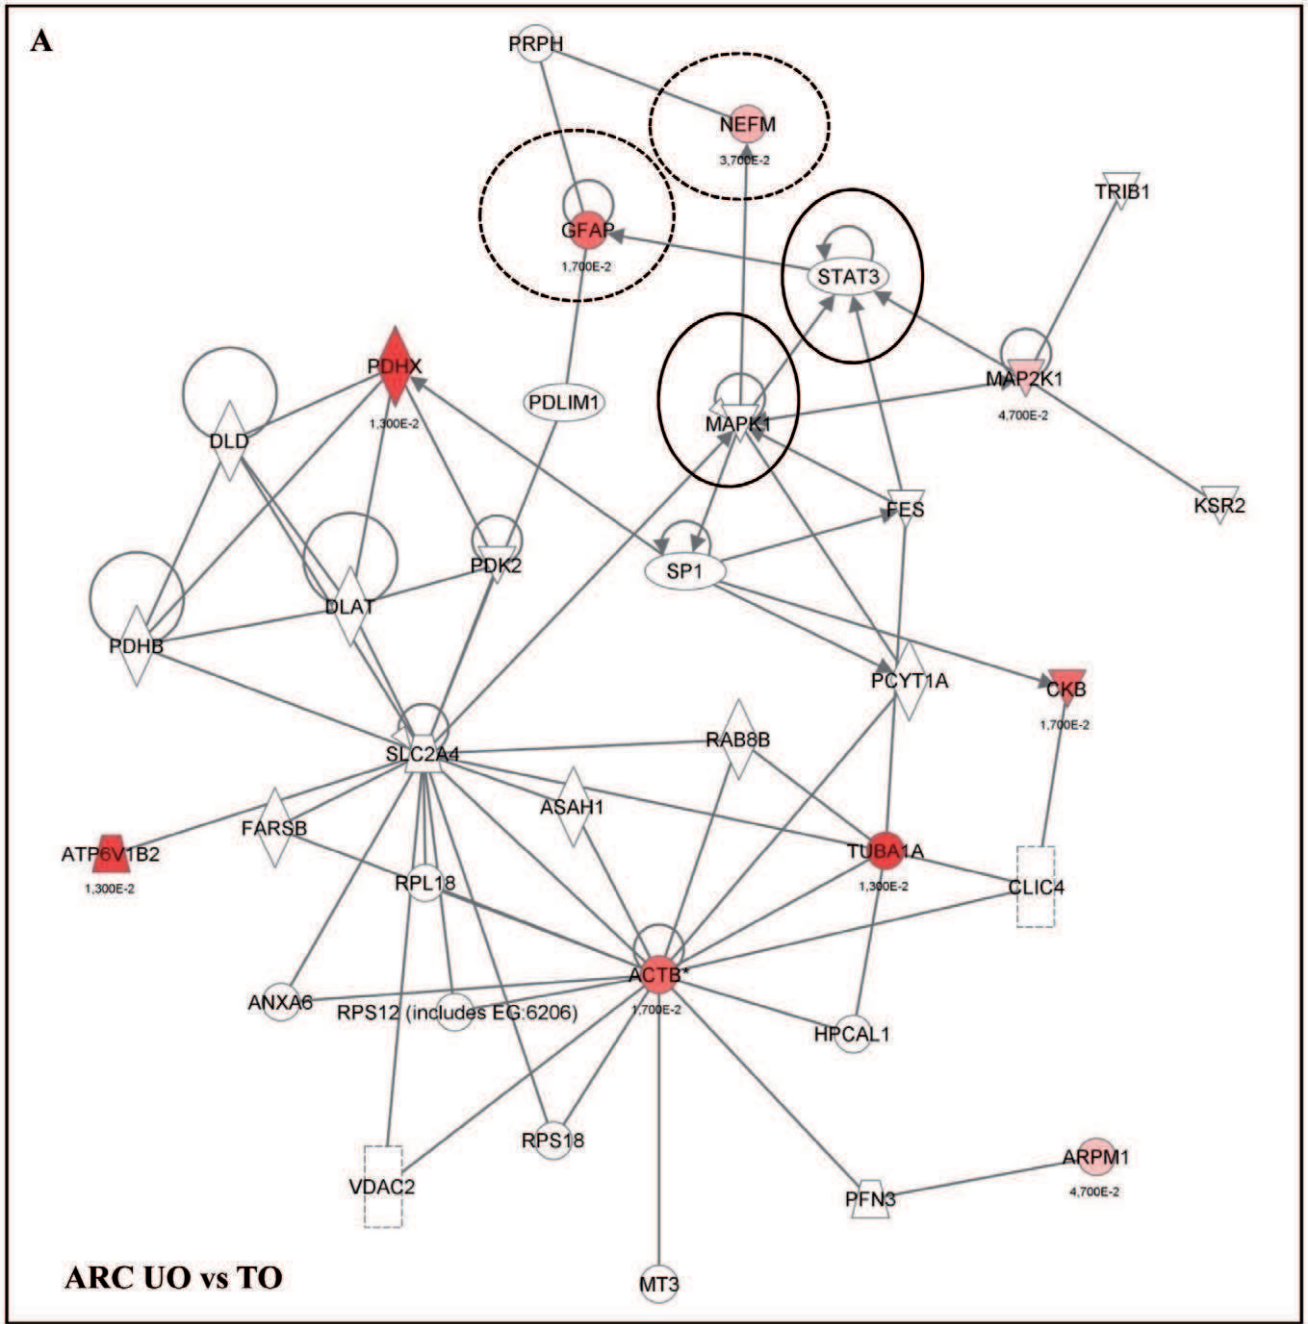 A
PRPH
NEFM
3,700E-2
TRIB1
GFAP
1,700E-2
STAT3
PDHX
1,300E-2
MAP2K1
4,700E-2
PDLIM1
MAPK1
DLD
FES
KSR2
PDK2
SP1
DLAT
PDHB
PCYT1A
CKB
1,700E-2
SLC2A4
RAB8B
ASAH1
FARSB
ATP6V1B2
1,300E-2
TUBA1A
1,300E-2
RPL18
CLIC4
ACTB*
1,700E-2
ANXA6
RPS12 (includes EG:6206)
HPCAL1
RPS18
ARPM1
4,700E-2
VDAC2
PFN3
ARC UO vs TO
MT3